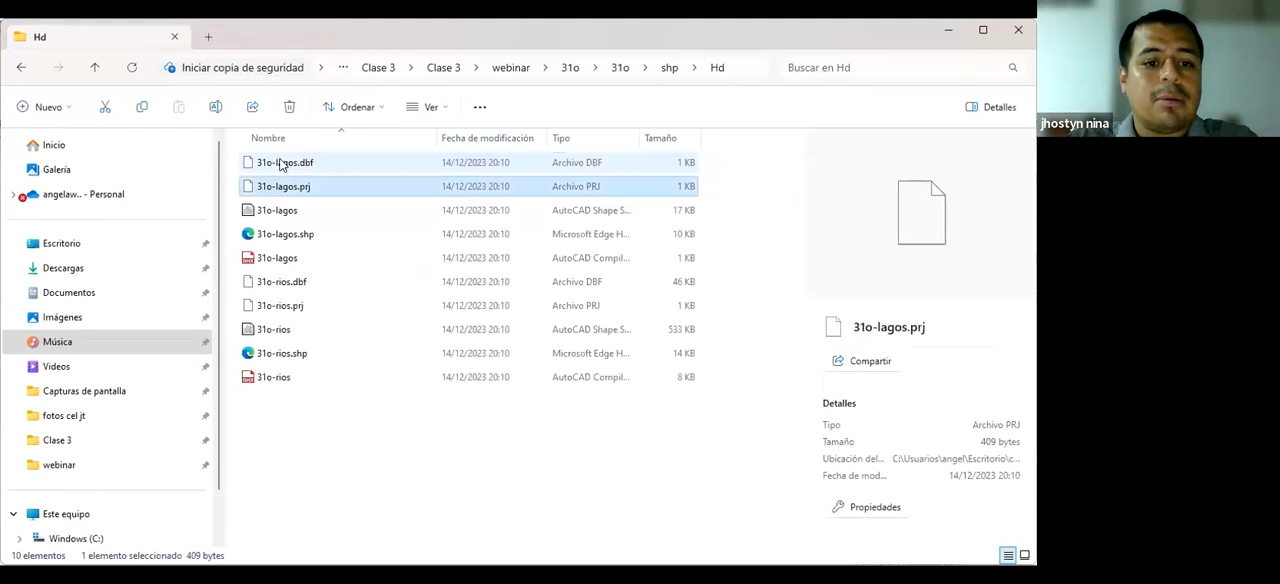 Hd
Iniciar copia de seguridad > ... Clase 3 > Clase 3 > webinar > 31o > 31o > shp > Hd
Buscar en Hd
Nuevo
Ordenar
Ver
...
Detalles
Nombre Fecha de modificación Tipo Tamaño
31o-lagos.dbf 14/12/2023 20:10 Archivo DBF 1 KB
31o-lagos.prj 14/12/2023 20:10 Archivo PRJ 1 KB
31o-lagos 14/12/2023 20:10 AutoCAD Shape S... 17 KB
31o-lagos.shp 14/12/2023 20:10 Microsoft Edge H... 10 KB
31o-lagos 14/12/2023 20:10 AutoCAD Compil... 1 KB
31o-rios.dbf 14/12/2023 20:10 Archivo DBF 46 KB
31o-rios.prj 14/12/2023 20:10 Archivo PRJ 1 KB
31o-rios 14/12/2023 20:10 AutoCAD Shape S... 533 KB
31o-rios.shp 14/12/2023 20:10 Microsoft Edge H... 14 KB
31o-rios 14/12/2023 20:10 AutoCAD Compil... 8 KB
Inicio
Galería
angelaw... - Personal
Escritorio
Descargas
Documentos
Imágenes
Música
Videos
Capturas de pantalla
fotos cel jt
Clase 3
webinar
Este equipo
Windows (C:)
10 elementos 1 elemento seleccionado 409 bytes
31o-lagos.prj
Compartir
Detalles
Tipo Archivo PRJ
Tamaño 409 bytes
Ubicación del... C:\Usuarios\angel\Escritorio\c...
Fecha de mod... 14/12/2023 20:10
Propiedades
jhostyn nina